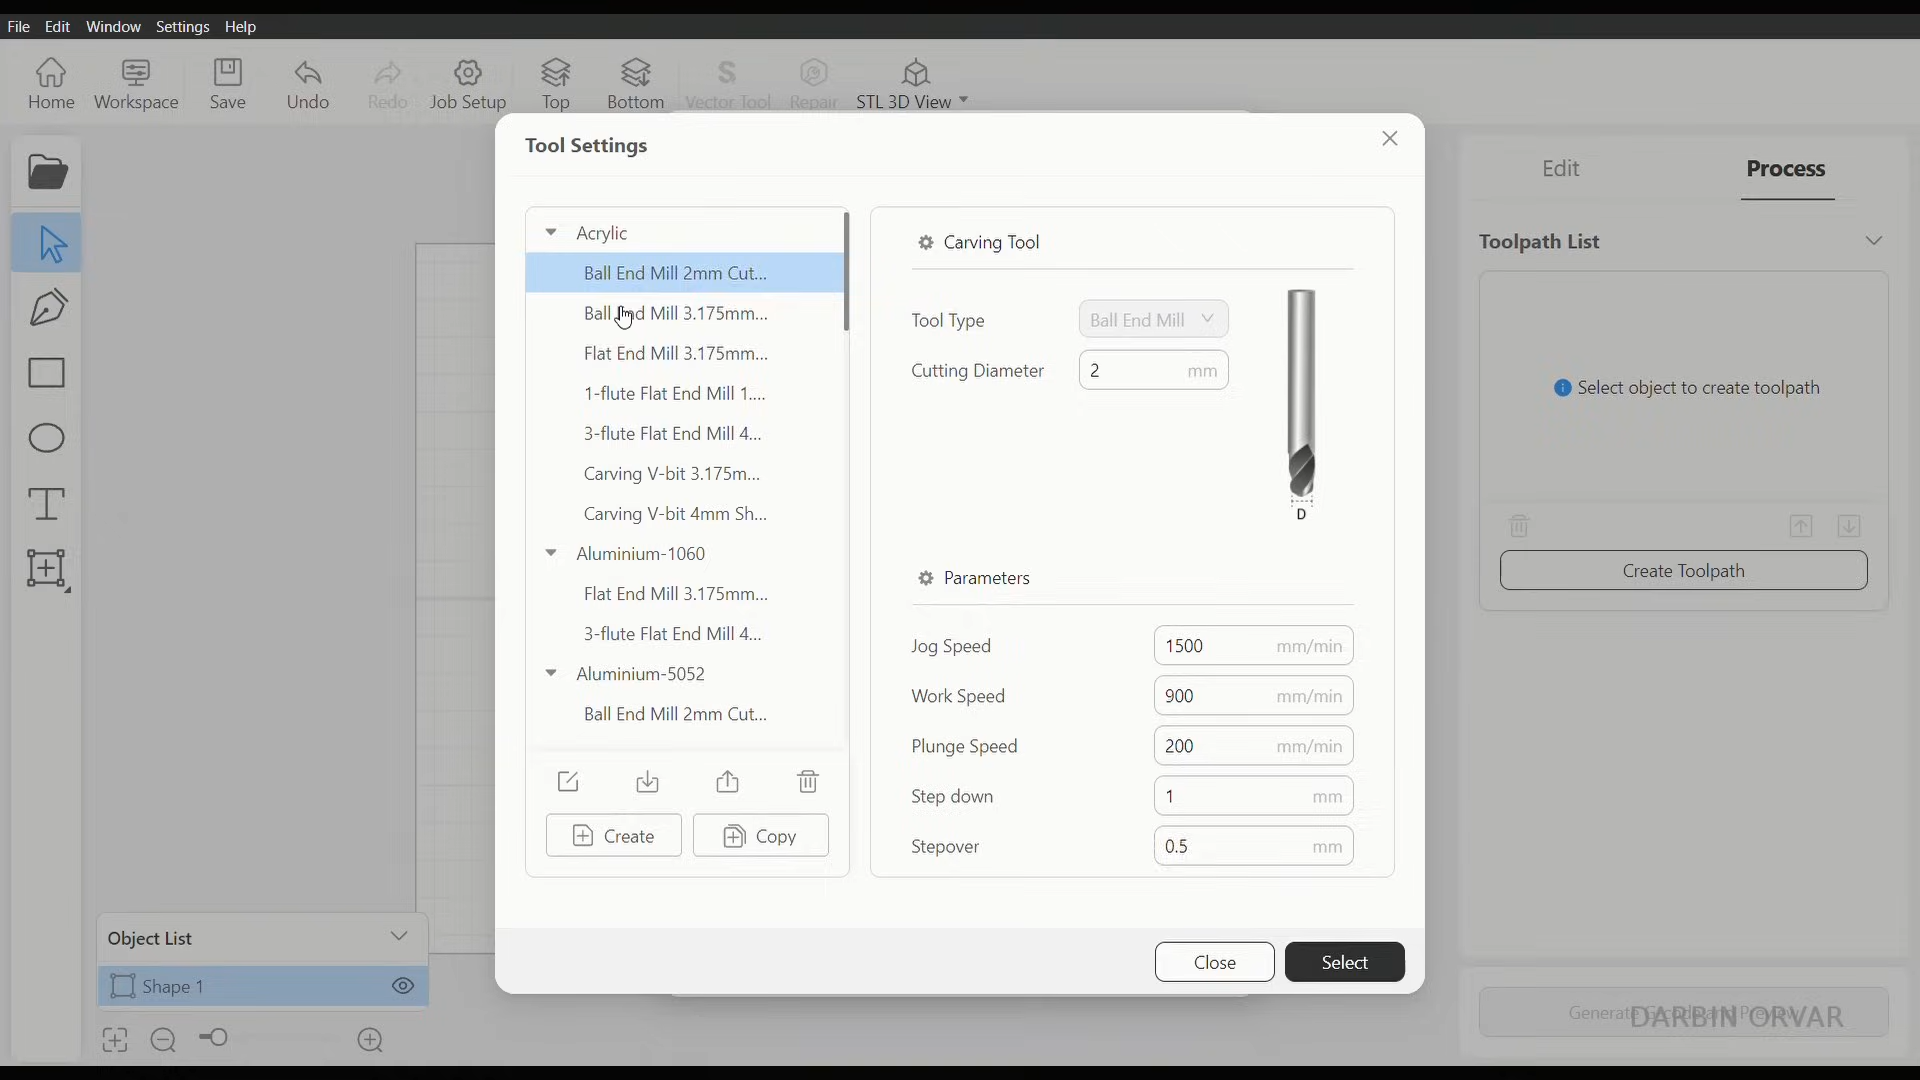 File Edit Window Settings Help
Home Workspace Save Undo Redo Job Setup Top Bottom Vector Tool Repair STL 3D View
Tool Settings
Acrylic
Ball End Mill 2mm Cut...
Ball End Mill 3.175mm...
Flat End Mill 3.175mm...
1-flute Flat End Mill 1....
3-flute Flat End Mill 4...
Carving V-bit 3.175m...
Carving V-bit 4mm Sh...
Aluminium-1060
Flat End Mill 3.175mm...
3-flute Flat End Mill 4...
Aluminium-5052
Ball End Mill 2mm Cut...
Create Copy
Carving Tool
Tool Type Ball End Mill
Cutting Diameter 2 mm
D
Parameters
Jog Speed 1500 mm/min
Work Speed 900 mm/min
Plunge Speed 200 mm/min
Step down 1 mm
Stepover 0.5 mm
Close Select
Edit Process
Toolpath List
Select object to create toolpath
Create Toolpath
Object List
Shape 1
Generate
DARBIN ORVAR